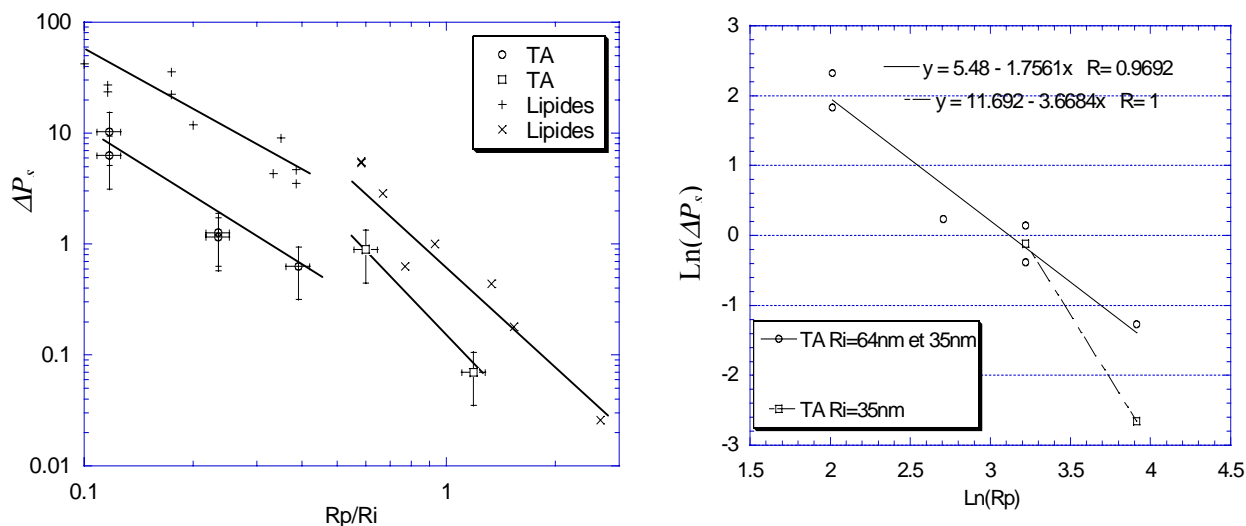 100
10
1
0.1
0.01
ΔPs
0.1
1
Rp/Ri
TA
TA
Lipides
Lipides
3
2
1
0
-1
-2
-3
Ln(ΔPs)
y = 5.48 - 1.7561x R= 0.9692
y = 11.692 - 3.6684x R= 1
TA Ri=64nm et 35nm
TA Ri=35nm
1.5 2 2.5 3 3.5 4 4.5
Ln(Rp)